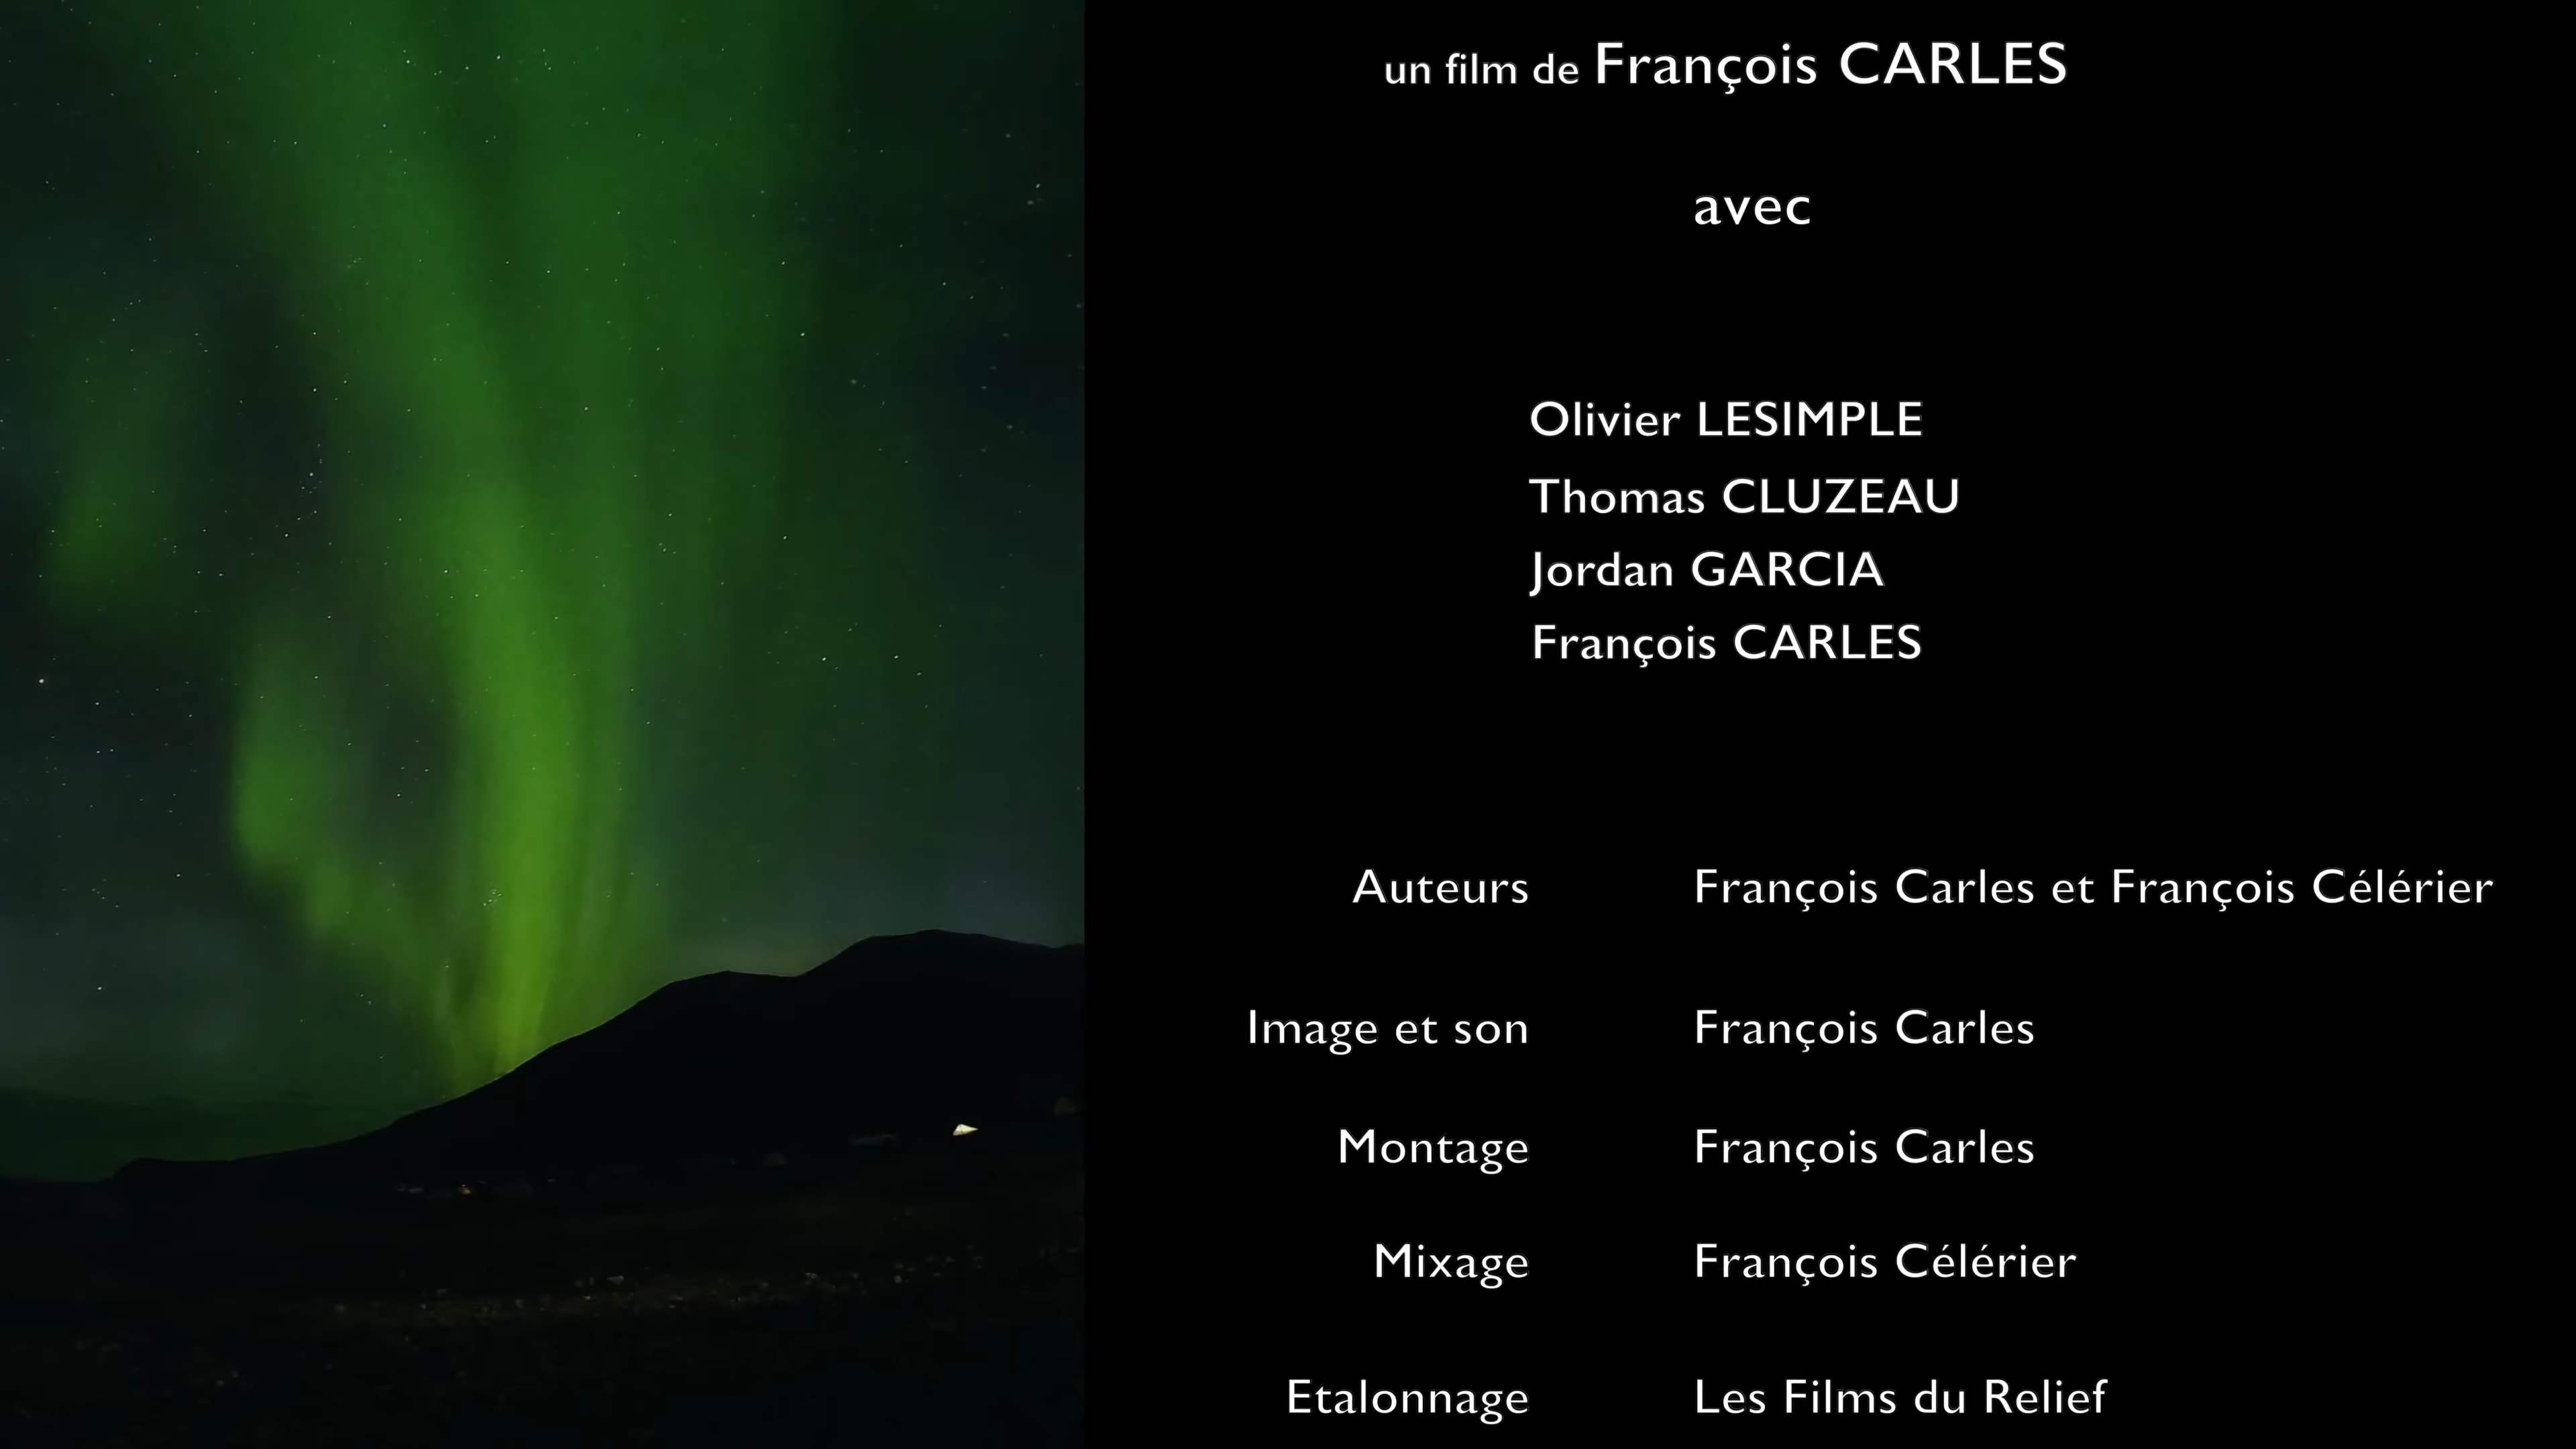 un film de François CARLES
avec
Olivier LESIMPLE
Thomas CLUZEAU
Jordan GARCIA
François CARLES
Auteurs François Carles et François Célérier
Image et son François Carles
Montage François Carles
Mixage François Célérier
Etalonnage Les Films du Relief